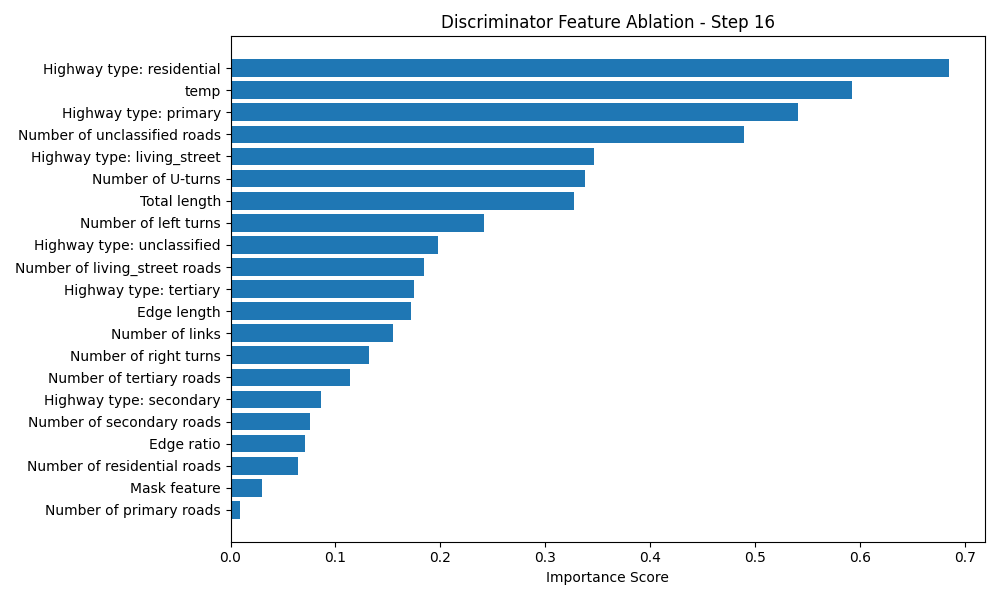 Discriminator Feature Ablation - Step 16
Highway type: residential
temp
Highway type: primary
Number of unclassified roads
Highway type: living_street
Number of U-turns
Total length
Number of left turns
Highway type: unclassified
Number of living_street roads
Highway type: tertiary
Edge length
Number of links
Number of right turns
Number of tertiary roads
Highway type: secondary
Number of secondary roads
Edge ratio
Number of residential roads
Mask feature
Number of primary roads
0.0 0.1 0.2 0.3 0.4 0.5 0.6 0.7
Importance Score